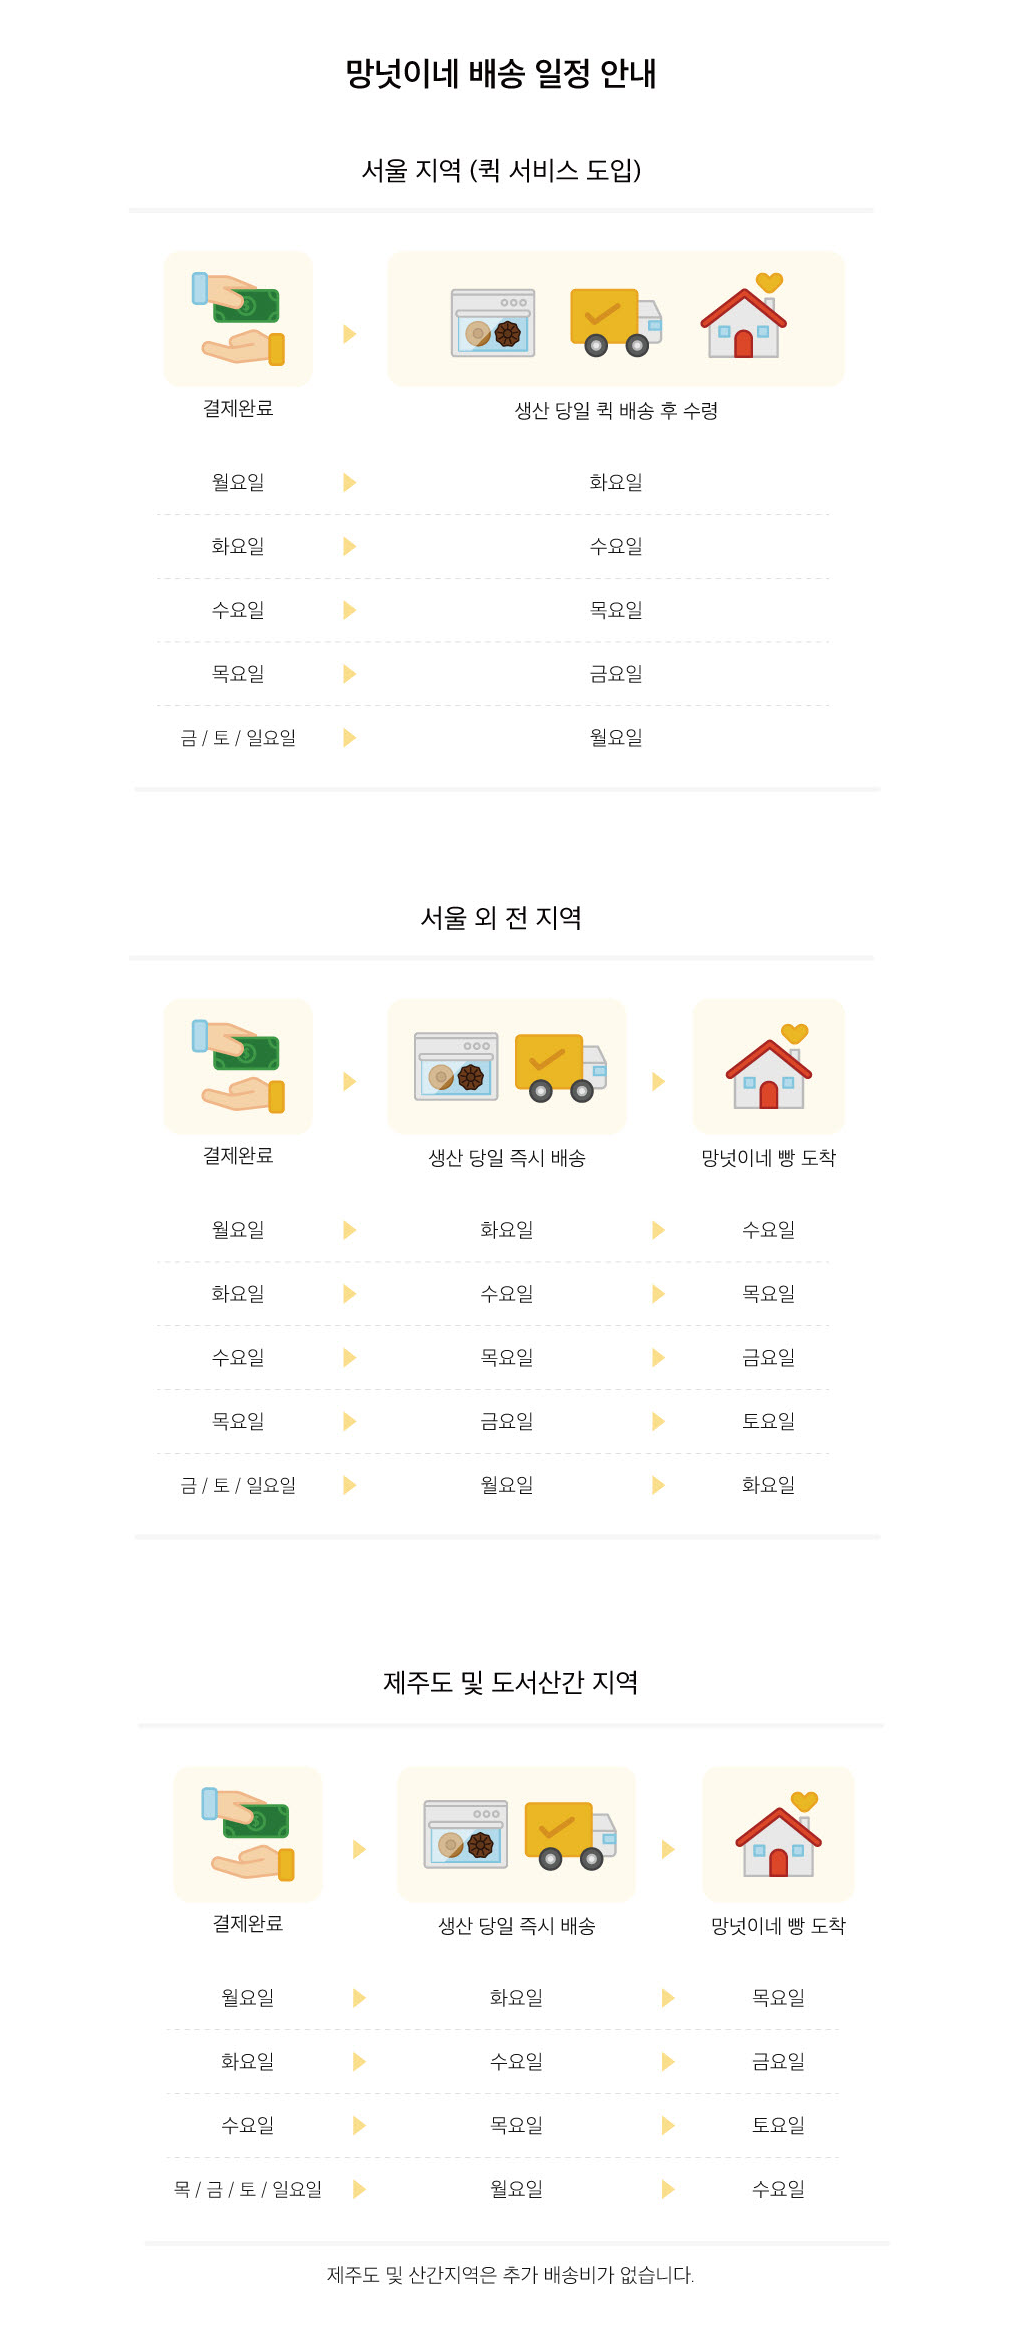 망넛이네 배송 일정 안내
서울 지역 (퀵 서비스 도입)
결제완료 생산 당일 퀵 배송 후 수령
월요일 화요일
화요일 수요일
수요일 목요일
목요일 금요일
금 / 토 / 일요일 월요일
서울 외 전 지역
결제완료 생산 당일 즉시 배송 망넛이네 빵 도착
월요일 화요일 수요일
화요일 수요일 목요일
수요일 목요일 금요일
목요일 금요일 토요일
금 / 토 / 일요일 월요일 화요일
제주도 및 도서산간 지역
결제완료 생산 당일 즉시 배송 망넛이네 빵 도착
월요일 화요일 목요일
화요일 수요일 금요일
수요일 목요일 토요일
목 / 금 / 토 / 일요일 월요일 수요일
제주도 및 산간지역은 추가 배송비가 없습니다.